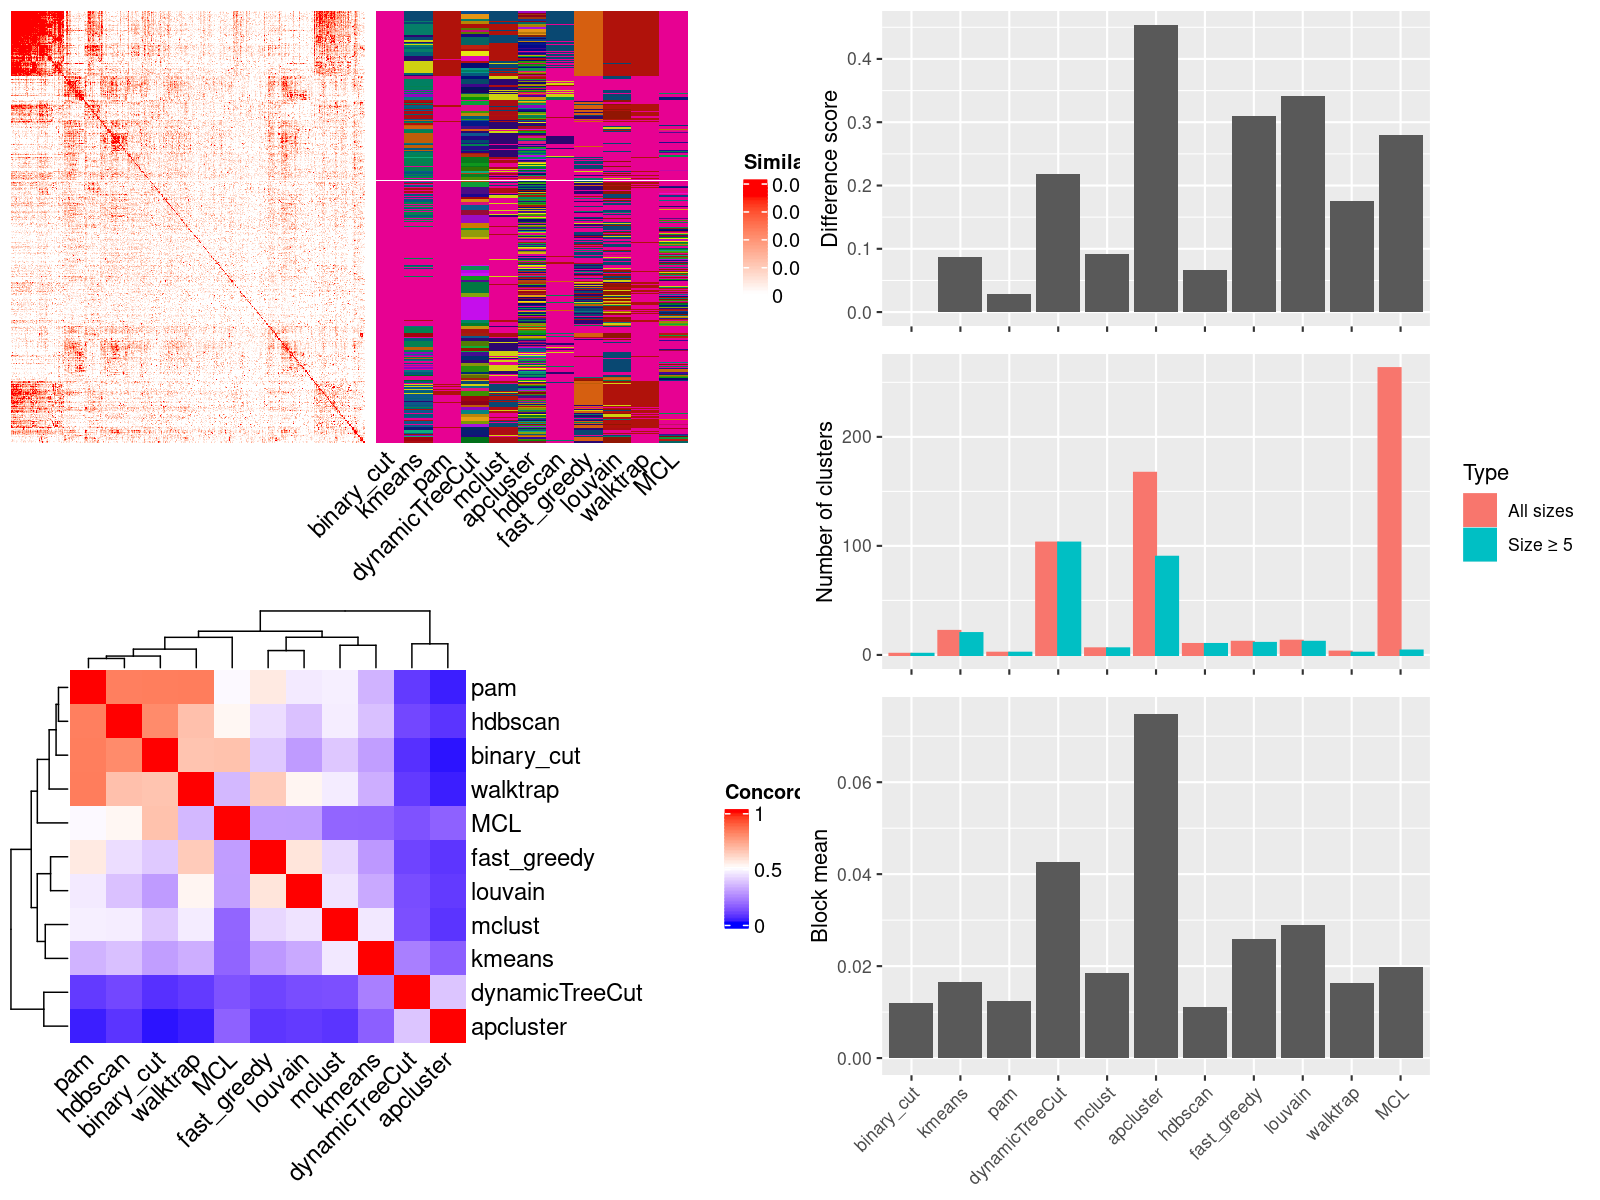 Simila
0.0
0.0
0.0
0.0
0
binary_cut
kmeans
pam
dynamicTreeCut
mclust
apcluster
hdbscan
fast_greedy
louvain
walktrap
MCL
pam
hdbscan
binary_cut
walktrap
MCL
fast_greedy
louvain
mclust
kmeans
dynamicTreeCut
apcluster
pam
hdbscan
binary_cut
walktrap
MCL
fast_greedy
louvain
mclust
kmeans
dynamicTreeCut
apcluster
Concord
1
0.5
0
Difference score
0.4
0.3
0.2
0.1
0.0
Number of clusters
200
100
0
Type
All sizes
Size ≥ 5
Block mean
0.06
0.04
0.02
0.00
binary_cut
kmeans
pam
dynamicTreeCut
mclust
apcluster
hdbscan
fast_greedy
louvain
walktrap
MCL